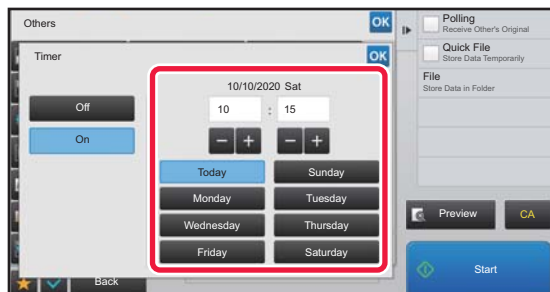 Others
OK
Timer
OK
Off
On
10/10/2020 Sat
10 : 15
Today
Sunday
Monday
Tuesday
Wednesday
Thursday
Friday
Saturday
Back
Polling
Receive Other's Original
Quick File
Store Data Temporarily
File
Store Data in Folder
Preview
CA
Start